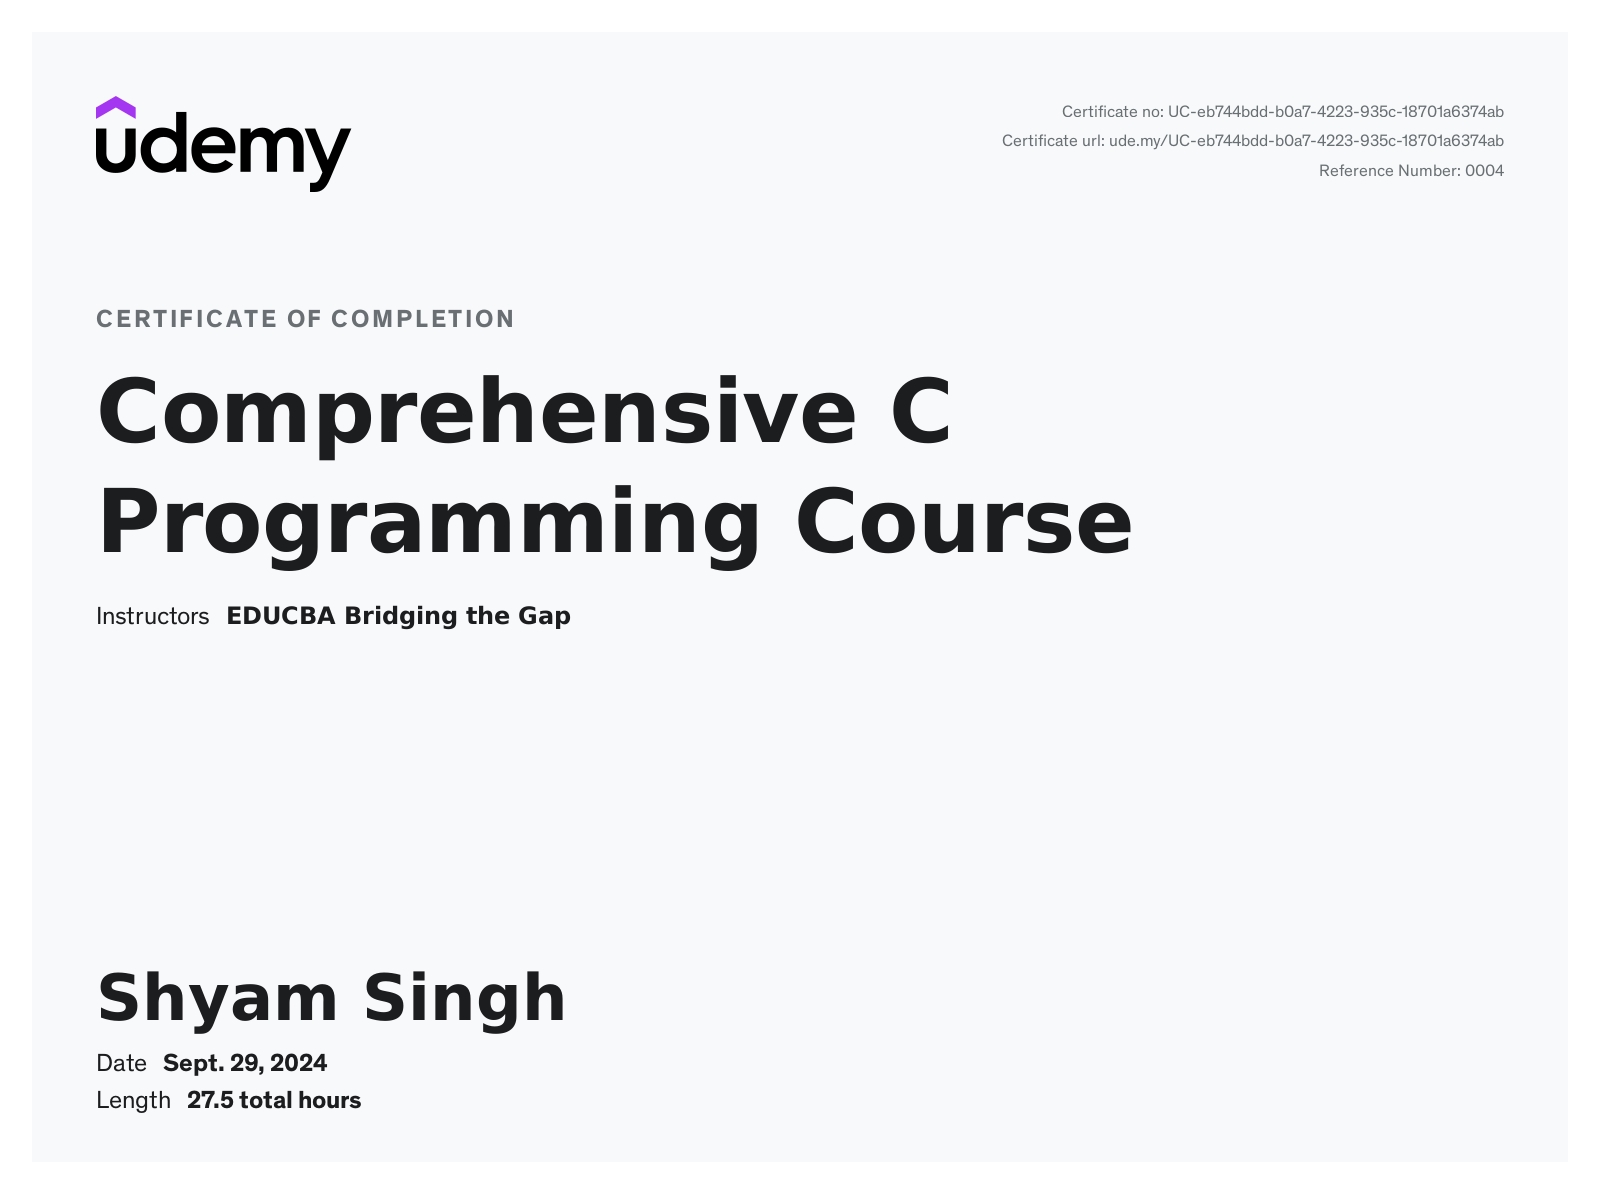 udemy
Certificate no: UC-eb744bdd-b0a7-4223-935c-18701a6374ab
Certificate url: ude.my/UC-eb744bdd-b0a7-4223-935c-18701a6374ab
Reference Number: 0004
CERTIFICATE OF COMPLETION
Comprehensive C
Programming Course
Instructors EDUCBA Bridging the Gap
Shyam Singh
Date Sept. 29, 2024
Length 27.5 total hours